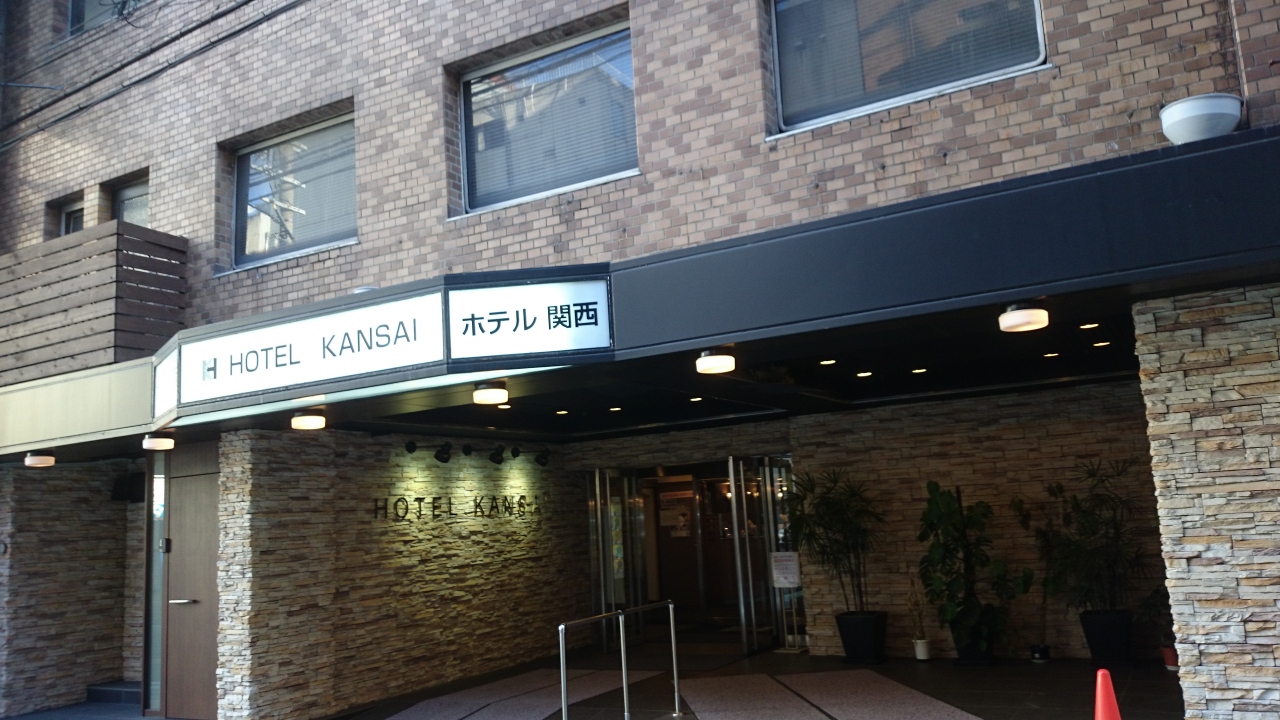 H HOTEL KANSAI
ホテル 関西
HOTEL KANSAI